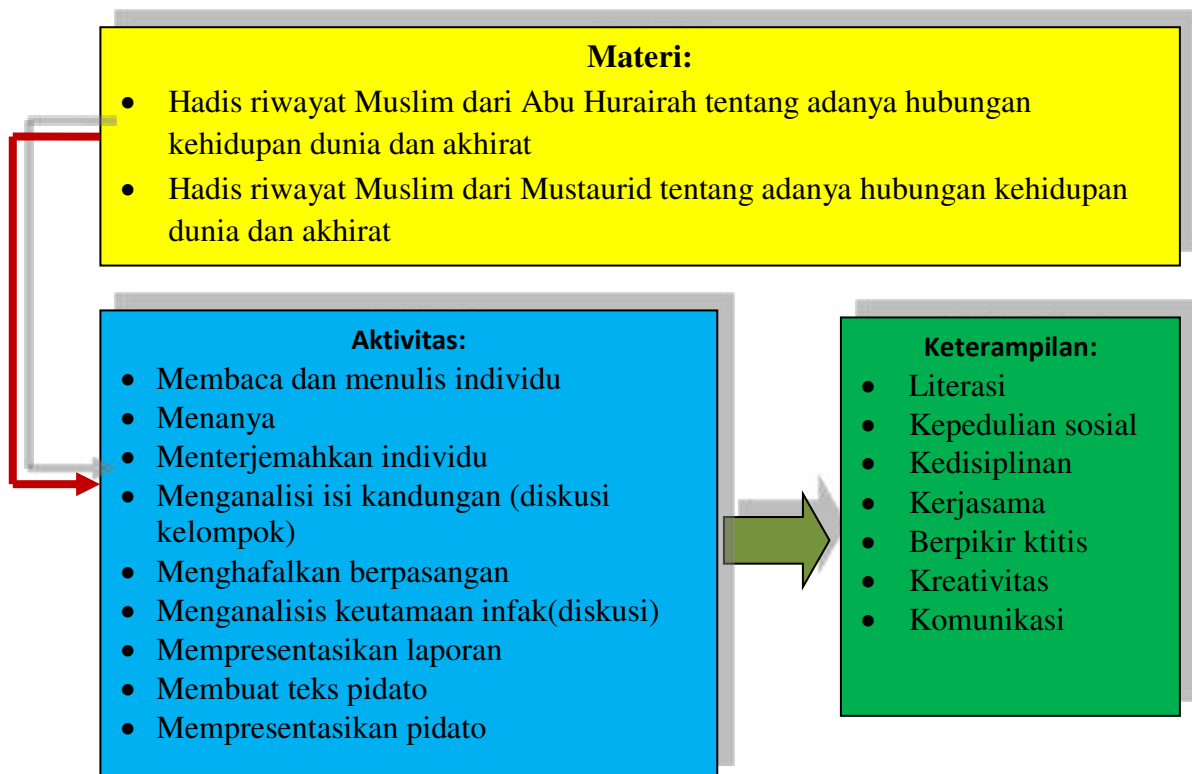 Materi:
• Hadis riwayat Muslim dari Abu Hurairah tentang adanya hubungan
kehidupan dunia dan akhirat
• Hadis riwayat Muslim dari Mustaurid tentang adanya hubungan kehidupan
dunia dan akhirat
Aktivitas:
• Membaca dan menulis individu
• Menanya
• Menterjemahkan individu
• Menganalisi isi kandungan (diskusi
kelompok)
• Menghafalkan berpasangan
• Menganalisis keutamaan infak(diskusi)
• Mempresentasikan laporan
• Membuat teks pidato
• Mempresentasikan pidato
Keterampilan:
• Literasi
• Kepedulian sosial
• Kedisiplinan
• Kerjasama
• Berpikir ktitis
• Kreativitas
• Komunikasi